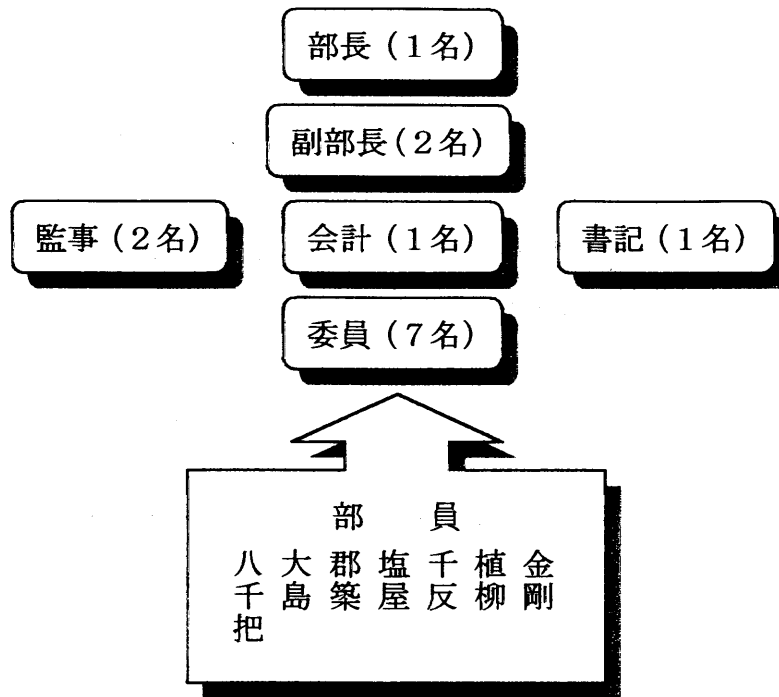 部長（１名）
副部長（２名）
監事（２名）
会計（１名）
書記（１名）
委員（７名）
部　員
金剛
植柳
千反
塩屋
郡築
大島
八千把